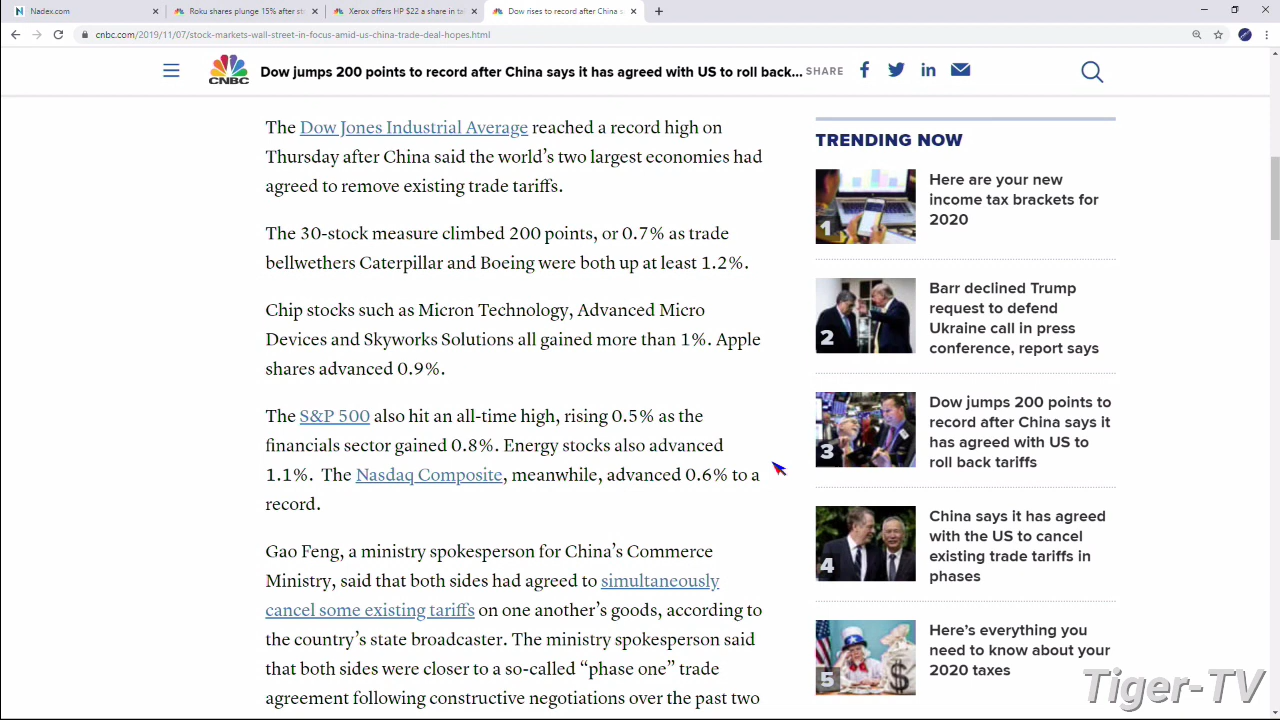 Nadex.com
Roku shares plunge 15% after st
Xerox offers HP $22 a share in ta
Dow rises to record after China s
cnbc.com/2019/11/07/stock-markets-wall-street-in-focus-amid-us-china-trade-deal-hopes.html
CNBC
Dow jumps 200 points to record after China says it has agreed with US to roll back...
SHARE
The Dow Jones Industrial Average reached a record high on
Thursday after China said the world's two largest economies had
agreed to remove existing trade tariffs.
The 30-stock measure climbed 200 points, or 0.7% as trade
bellwethers Caterpillar and Boeing were both up at least 1.2%.
Chip stocks such as Micron Technology, Advanced Micro
Devices and Skyworks Solutions all gained more than 1%. Apple
shares advanced 0.9%.
The S&P 500 also hit an all-time high, rising 0.5% as the
financials sector gained 0.8%. Energy stocks also advanced
1.1%. The Nasdaq Composite, meanwhile, advanced 0.6% to a
record.
Gao Feng, a ministry spokesperson for China's Commerce
Ministry, said that both sides had agreed to simultaneously
cancel some existing tariffs on one another's goods, according to
the country's state broadcaster. The ministry spokesperson said
that both sides were closer to a so-called "phase one" trade
agreement following constructive negotiations over the past two
TRENDING NOW
1
Here are your new
income tax brackets for
2020
2
Barr declined Trump
request to defend
Ukraine call in press
conference, report says
3
Dow jumps 200 points to
record after China says it
has agreed with US to
roll back tariffs
4
China says it has agreed
with the US to cancel
existing trade tariffs in
phases
5
Here's everything you
need to know about your
2020 taxes
$
Tiger-TV